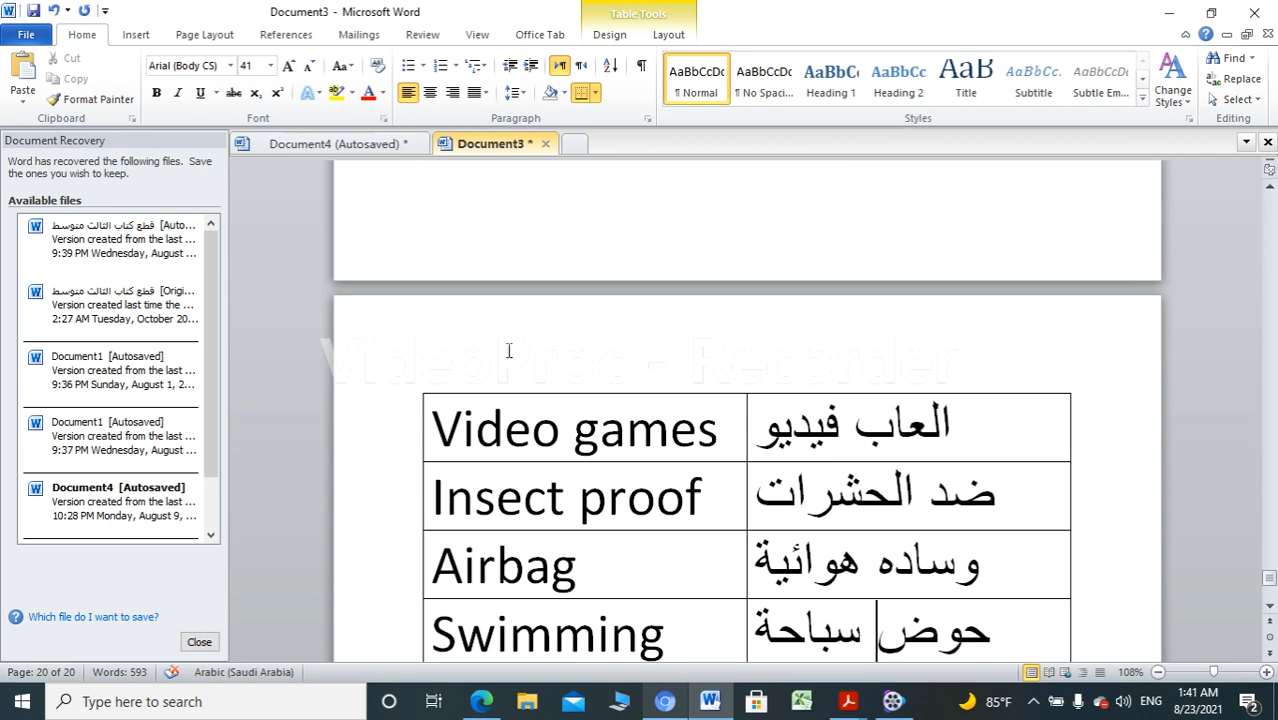 Document3 - Microsoft Word
Table Tools
File Home Insert Page Layout References Mailings Review View Office Tab Design Layout
Paste
Cut
Copy
Format Painter
Clipboard
Arial (Body CS) 41
Font
Paragraph
AaBbCcDc AaBbCcDc AaBbC AaBbCc AaB AaBbCc. AaBbCcDc
¶ Normal ¶ No Spaci... Heading 1 Heading 2 Title Subtitle Subtle Em...
Styles
Change Styles
Find
Replace
Select
Editing
Document Recovery
Word has recovered the following files. Save
the ones you wish to keep.
Available files
قطع كتاب الثالث متوسط [Auto...
Version created from the last ...
9:39 PM Wednesday, August ...
قطع كتاب الثالث متوسط [Origi...
Version created last time the ...
2:27 AM Tuesday, October 20...
Document1 [Autosaved]
Version created from the last ...
9:36 PM Sunday, August 1, 2...
Document1 [Autosaved]
Version created from the last ...
9:37 PM Wednesday, August ...
Document4 [Autosaved]
Version created from the last ...
10:28 PM Monday, August 9, ...
Which file do I want to save?
Close
Document4 (Autosaved) *
Document3 *
VideoProc - Recorder
Video games العاب فيديو
Insect proof ضد الحشرات
Airbag وساده هوائية
Swimming حوض سباحة
Page: 20 of 20 Words: 593 Arabic (Saudi Arabia) 108%
Type here to search
85°F
ENG
1:41 AM
8/23/2021
2